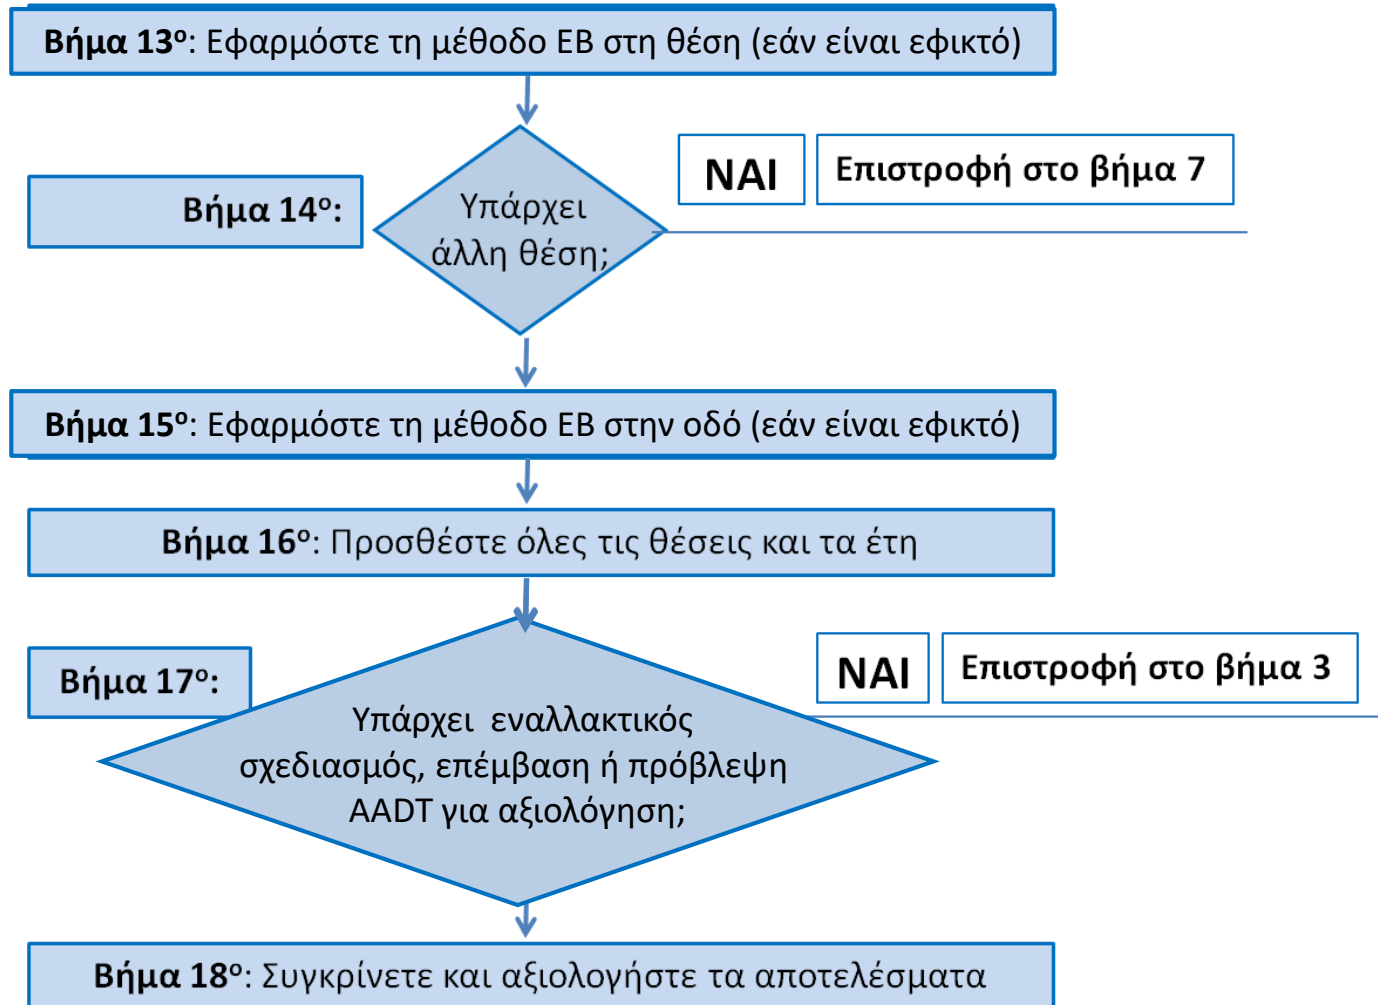 Βήμα 13ο: Εφαρμόστε τη μέθοδο ΕΒ στη θέση (εάν είναι εφικτό)
ΝΑΙ
Επιστροφή στο βήμα 7
Βήμα 14ο:
Υπάρχει
άλλη θέση;
Βήμα 15ο: Εφαρμόστε τη μέθοδο ΕΒ στην οδό (εάν είναι εφικτό)
Βήμα 16ο: Προσθέστε όλες τις θέσεις και τα έτη
ΝΑΙ
Επιστροφή στο βήμα 3
Βήμα 17ο:
Υπάρχει εναλλακτικός
σχεδιασμός, επέμβαση ή πρόβλεψη
AADT για αξιολόγηση;
Βήμα 18ο: Συγκρίνετε και αξιολογήστε τα αποτελέσματα